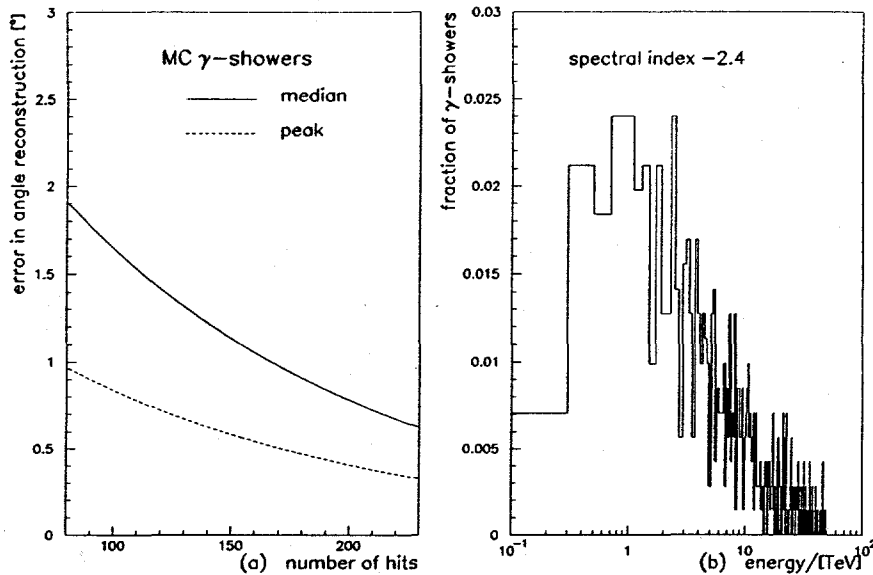 error in angle reconstruction [°]
3
2.5
2
1.5
1
0.5
0
MC γ-showers
median
peak
100
150
200
(a) number of hits
fraction of γ-showers
0.03
0.025
0.02
0.015
0.01
0.005
0
spectral index -2.4
10⁻¹
1
10
10²
(b) energy/[TeV]